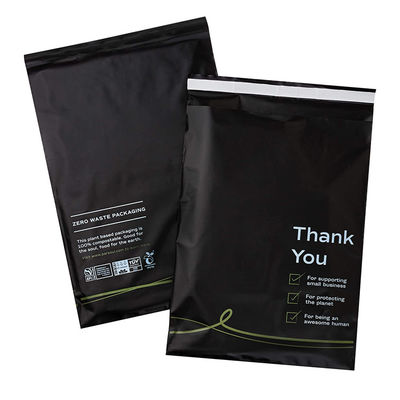 ZERO WASTE PACKAGING
This plant based packaging is
100% compostable. Good for
the soul, food for the earth.
TÜV
Thank
You
For supporting
small business
For protecting
the planet
For being an
awesome human